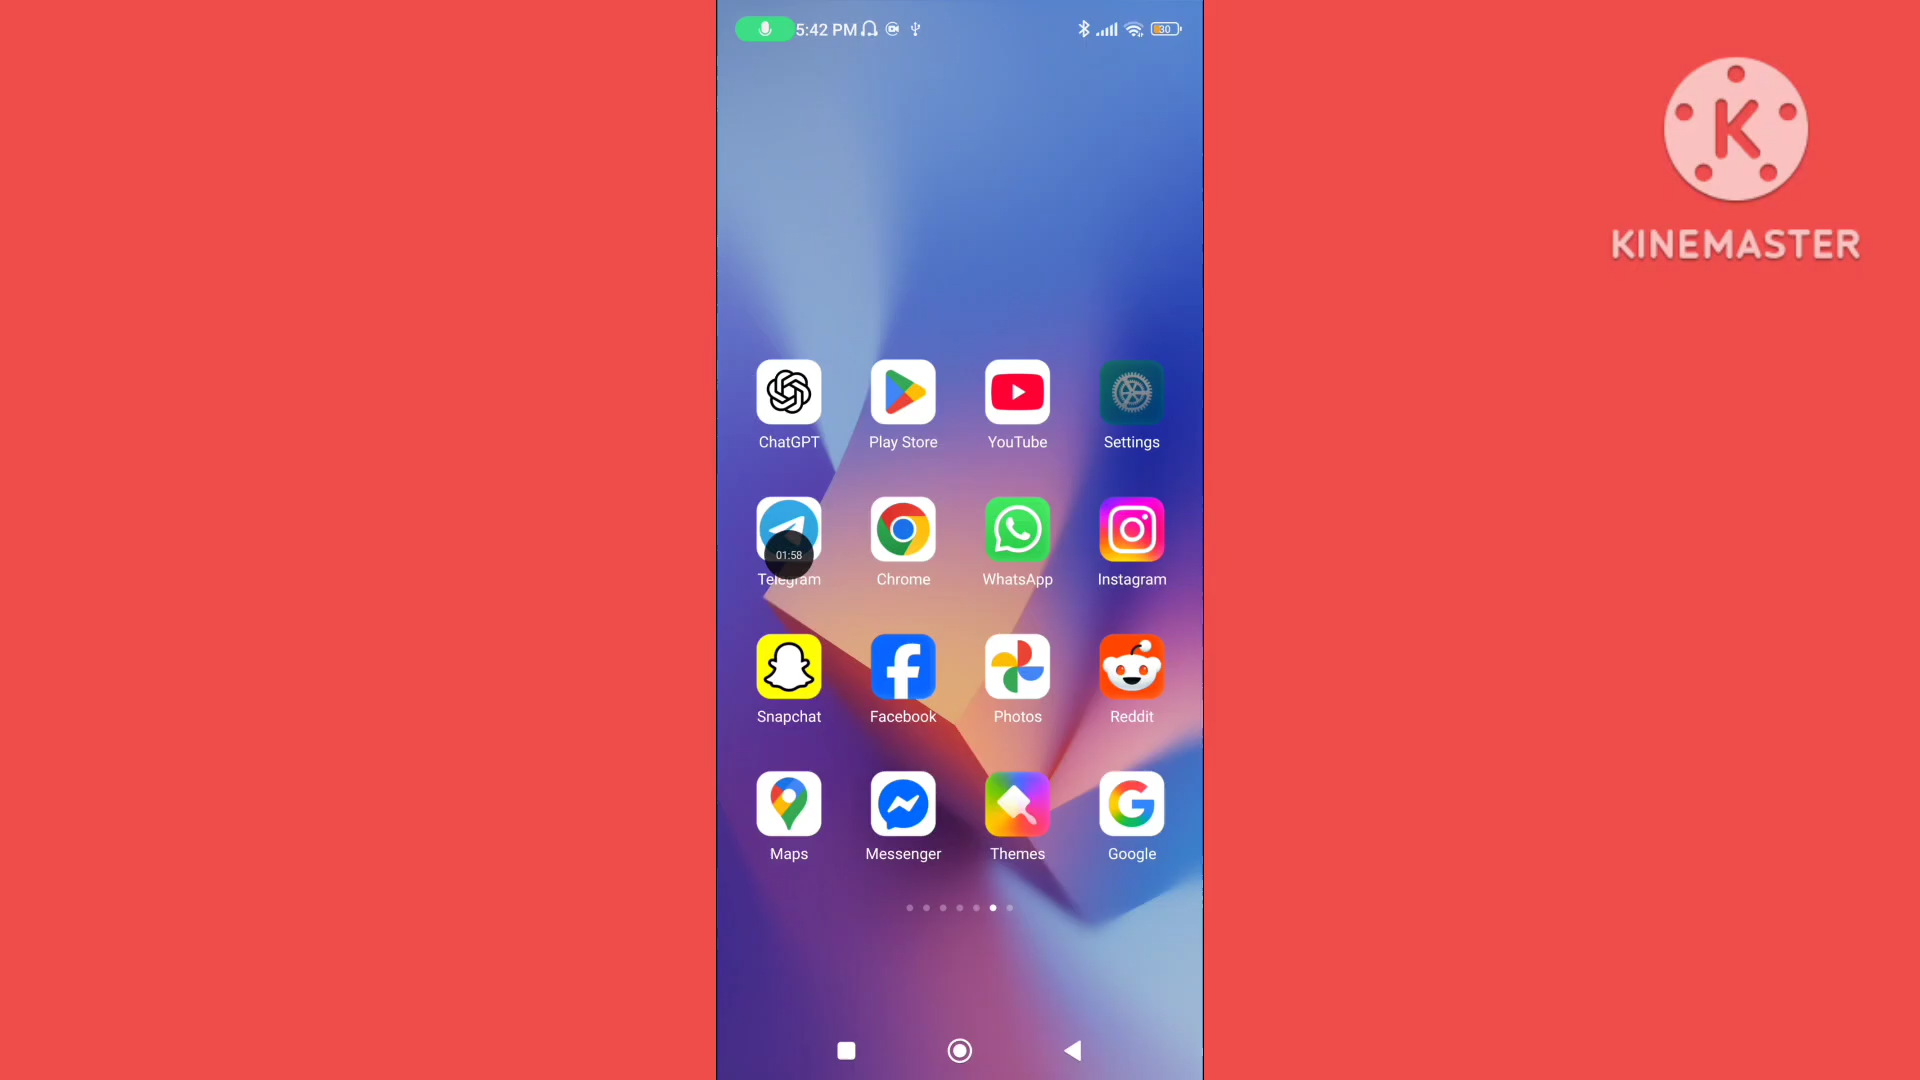 5:42 PM
30
K
KINEMASTER
ChatGPT Play Store YouTube Settings
01:58
Telegram Chrome WhatsApp Instagram
Snapchat Facebook Photos Reddit
Maps Messenger Themes Google